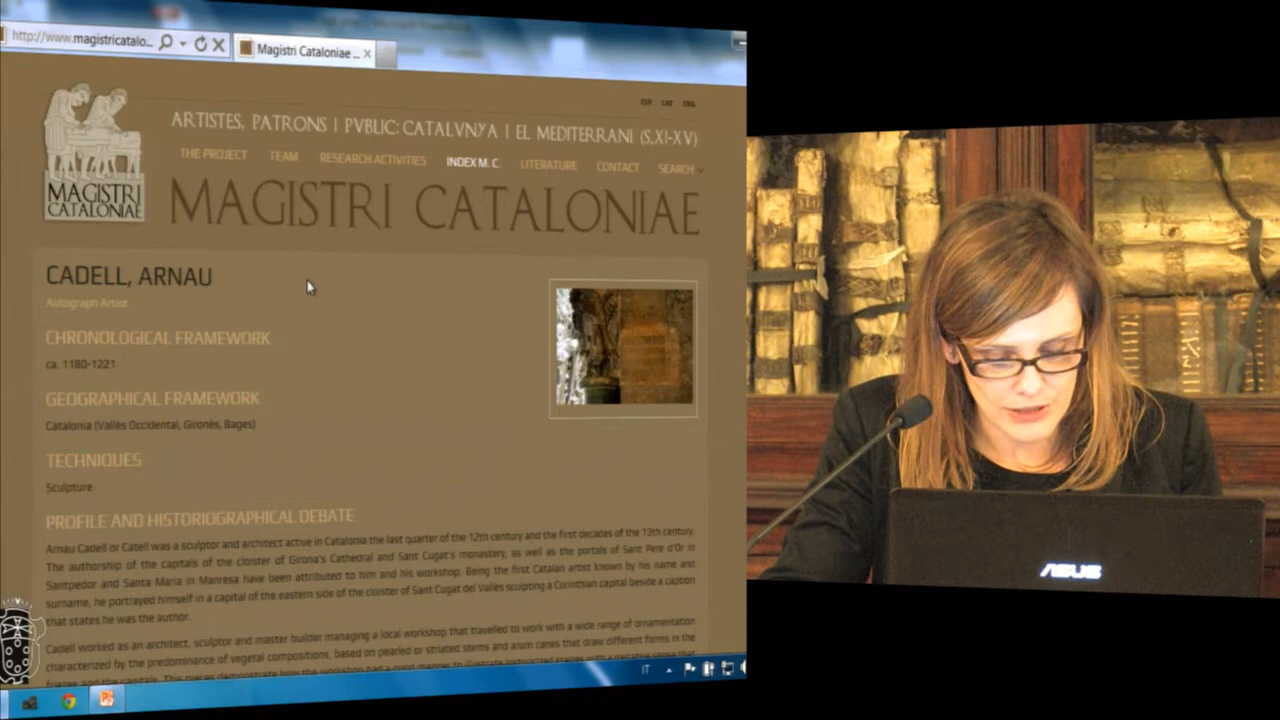 http://www.magistricatalo...
Magistri Cataloniae ...
ESP CAT ENG
ARTISTES, PATRONS I PVBLIC: CATALVNYA I EL MEDITERRANI (S.XI-XV)
THE PROJECT TEAM RESEARCH ACTIVITIES INDEX M. C. LITERATURE CONTACT SEARCH
MAGISTRI CATALONIAE
MAGISTRI
CATALONIAE
CADELL, ARNAU
Autograph Artist
CHRONOLOGICAL FRAMEWORK
ca. 1180-1221
GEOGRAPHICAL FRAMEWORK
Catalonia (Vallès Occidental, Gironès, Bages)
TECHNIQUES
Sculpture
PROFILE AND HISTORIOGRAPHICAL DEBATE
Arnau Cadell or Catell was a sculptor and architect active in Catalonia the last quarter of the 12th century and the first decades of the 13th century.
The authorship of the capitals of the cloister of Girona's Cathedral and Sant Cugat's monastery, as well as the portals of Sant Pere d'Or in
Santpedor and Santa Maria in Manresa have been attributed to him and his workshop. Being the first Catalan artist known by his name and
surname, he portrayed himself in a capital of the eastern side of the cloister of Sant Cugat del Vallès sculpting a Corinthian capital beside a caption
that states he was the author.
Cadell worked as an architect, sculptor and master builder managing a local workshop that travelled to work with a wide range of ornamentation
characterized by the predominance of vegetal compositions, based on pearled or striated stems and arum canes that draw different forms in the
IT
ASUS